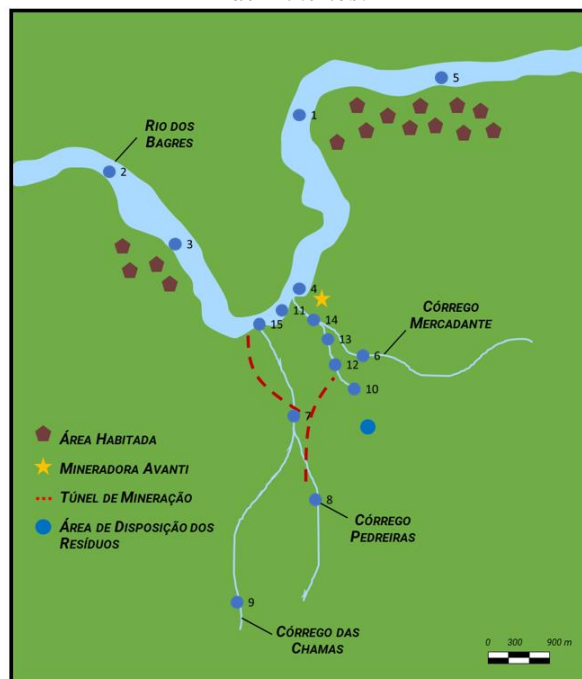 5
1
RIO DOS
BAGRES
2
3
4
11
15
14
CÓRREGO
MERCADANTE
13
12
6
10
7
ÁREA HABITADA
MINERADORA AVANTI
TÚNEL DE MINERAÇÃO
ÁREA DE DISPOSIÇÃO DOS
RESÍDUOS
8
CÓRREGO
PEDREIRAS
9
CÓRREGO DAS
CHAMAS
0 300 900 m